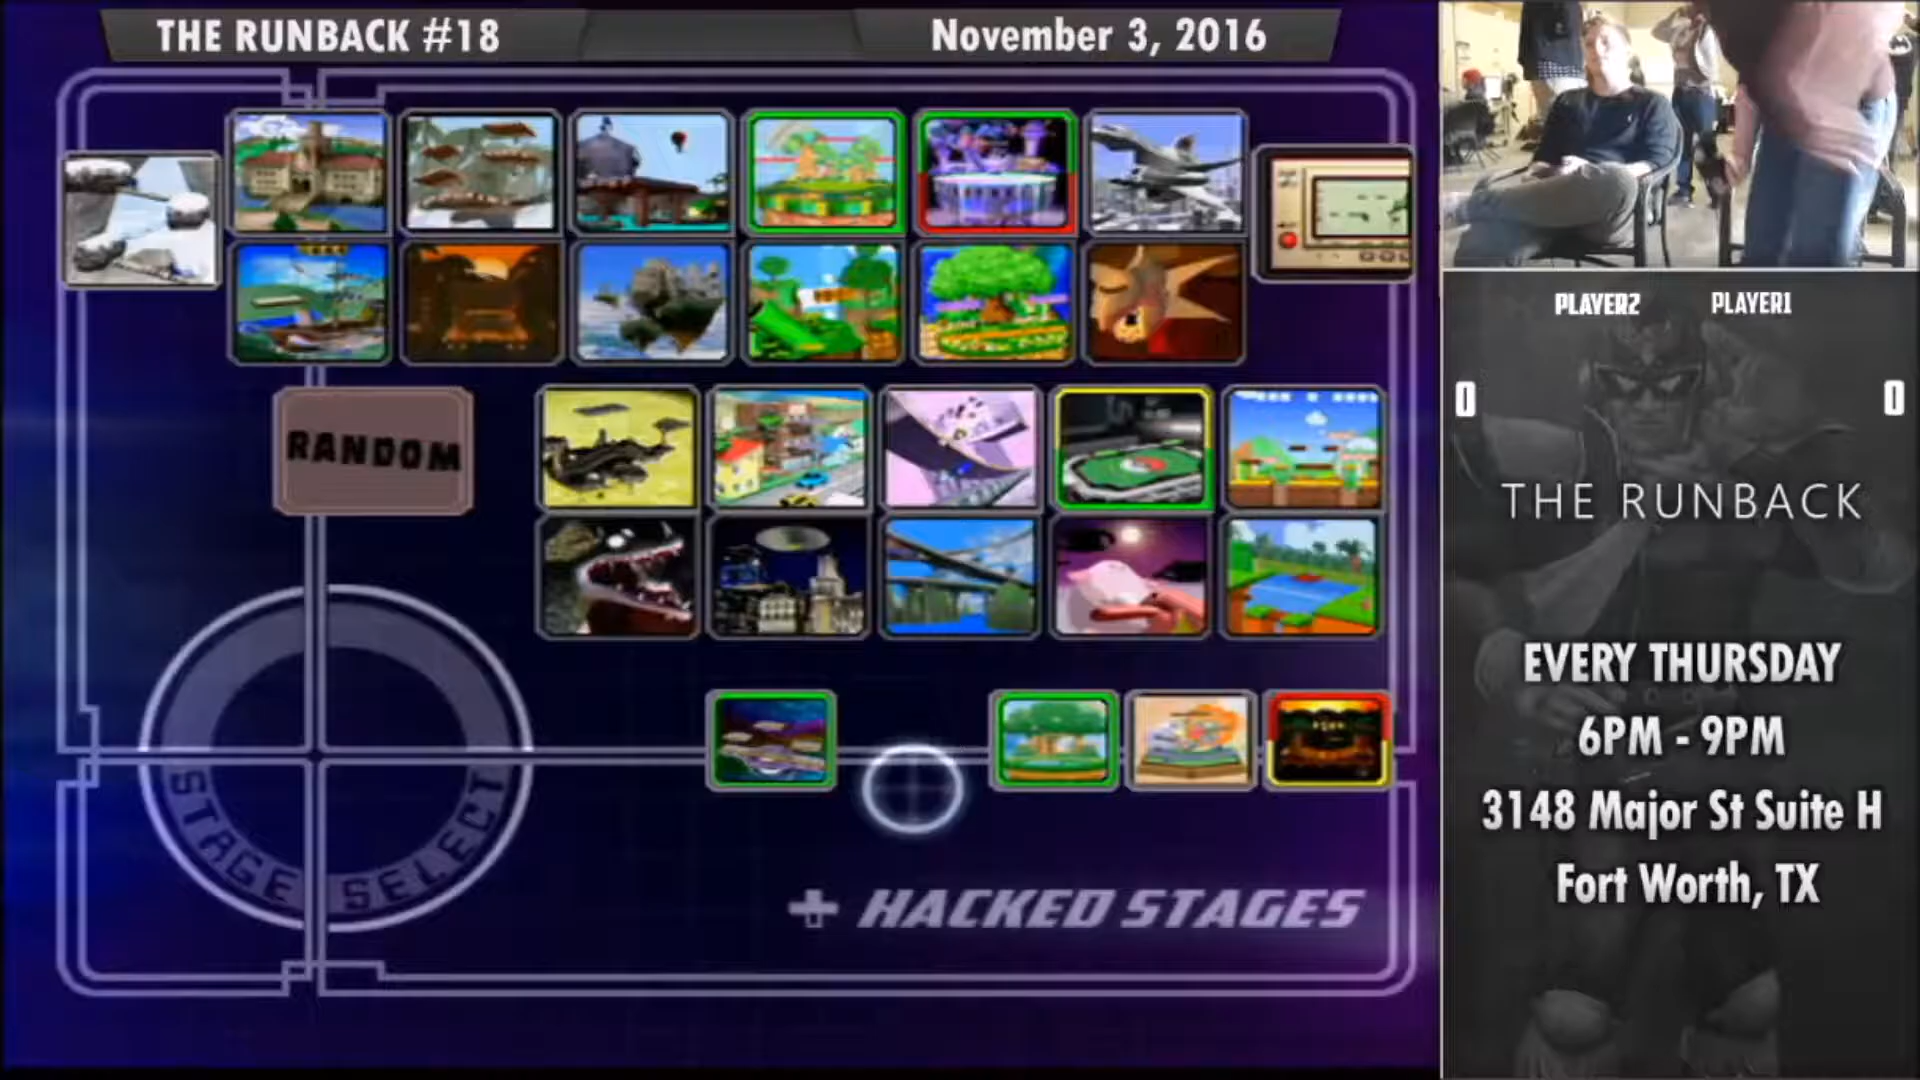 THE RUNBACK #18
November 3, 2016
PLAYER2
PLAYER1
0
0
RANDOM
THE RUNBACK
EVERY THURSDAY
6PM - 9PM
3148 Major St Suite H
Fort Worth, TX
STAGE SELECT
+ HACKED STAGES